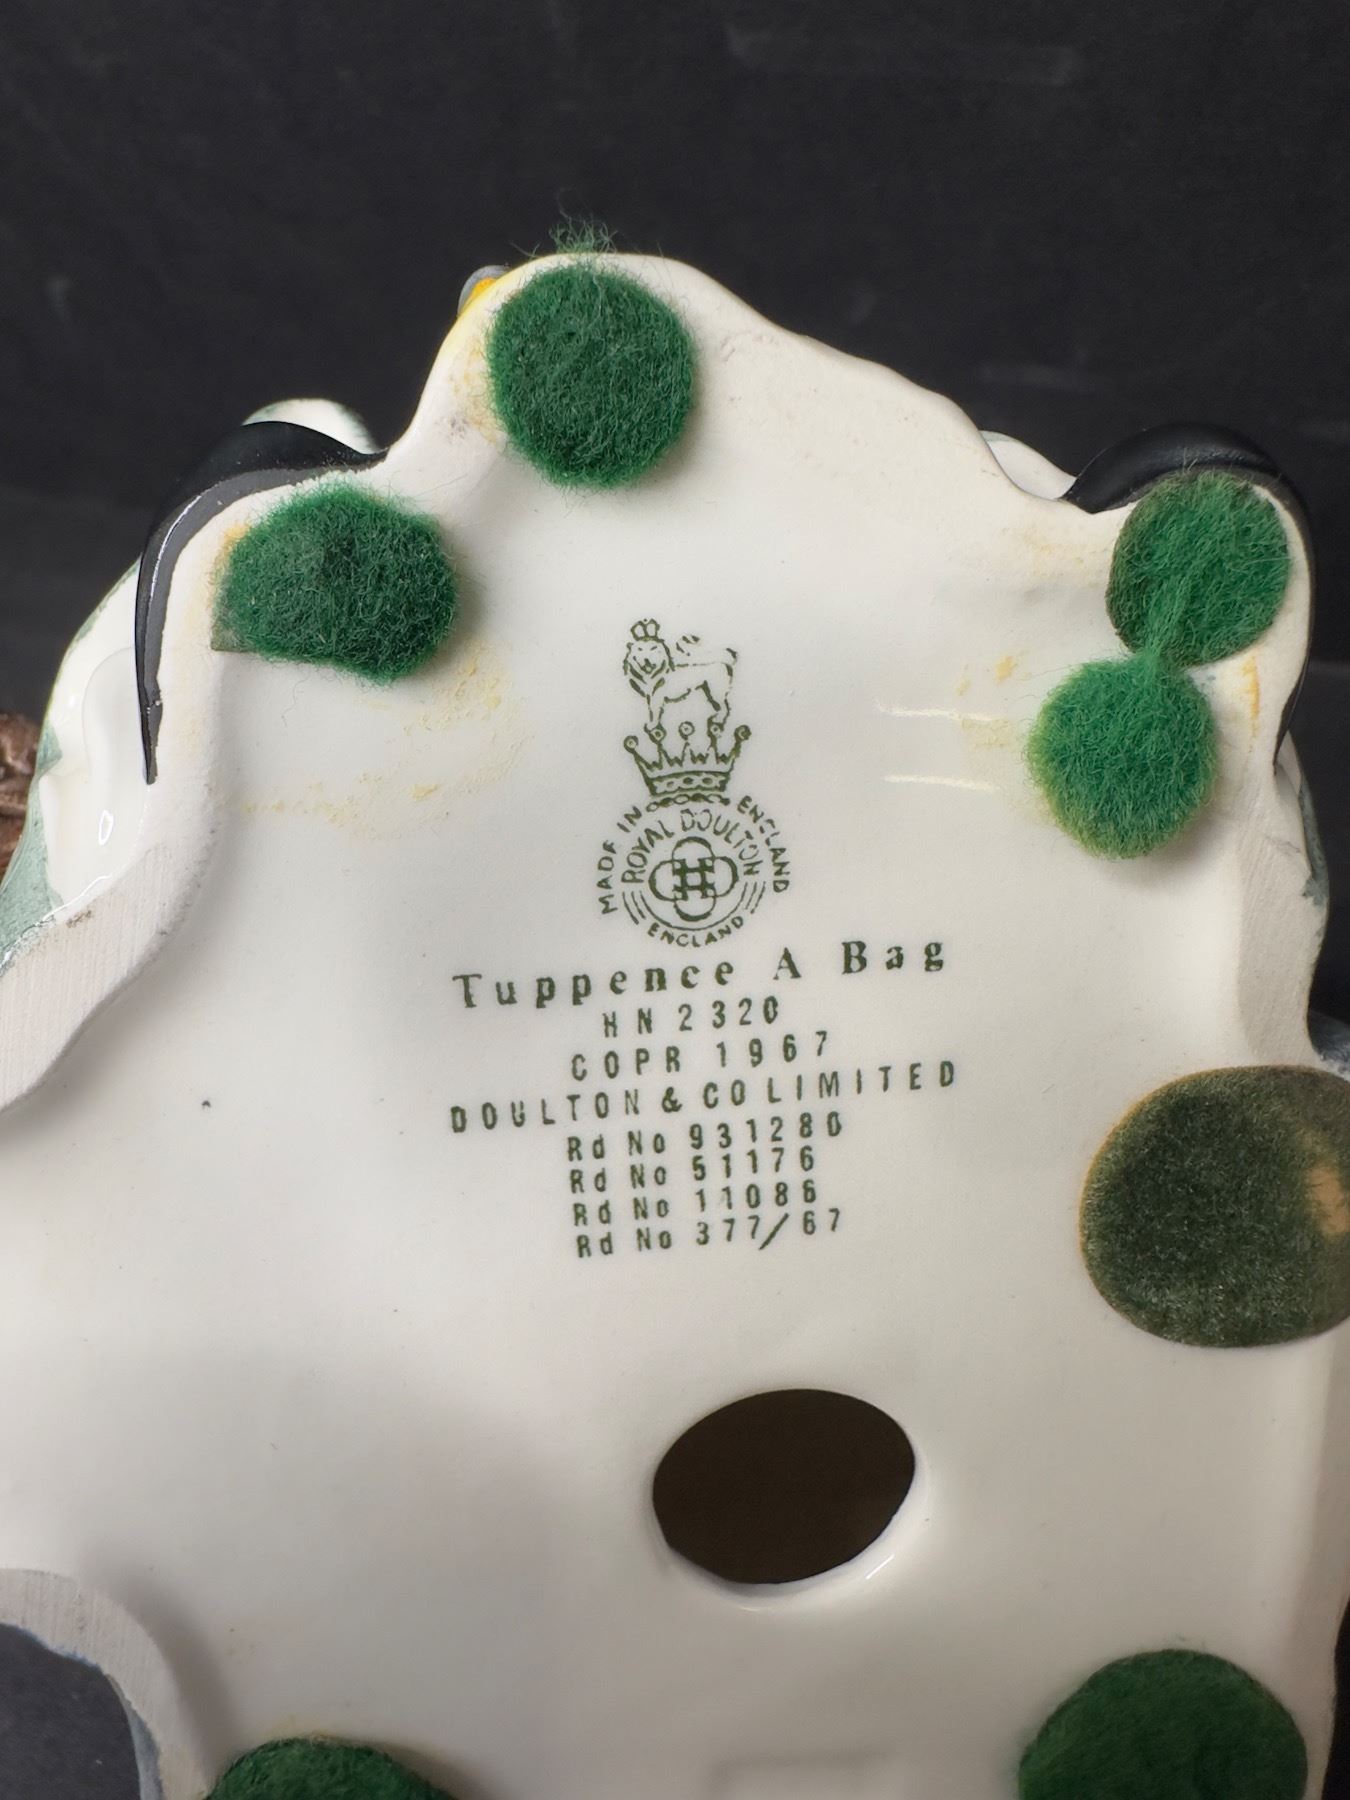 MADE IN ENGLAND
ROYAL DOULTON
ENGLAND
Tuppence A Bag
HN 2320
COPR 1967
DOULTON & CO LIMITED
Rd No 931280
Rd No 51176
Rd No 11086
Rd No 377/67